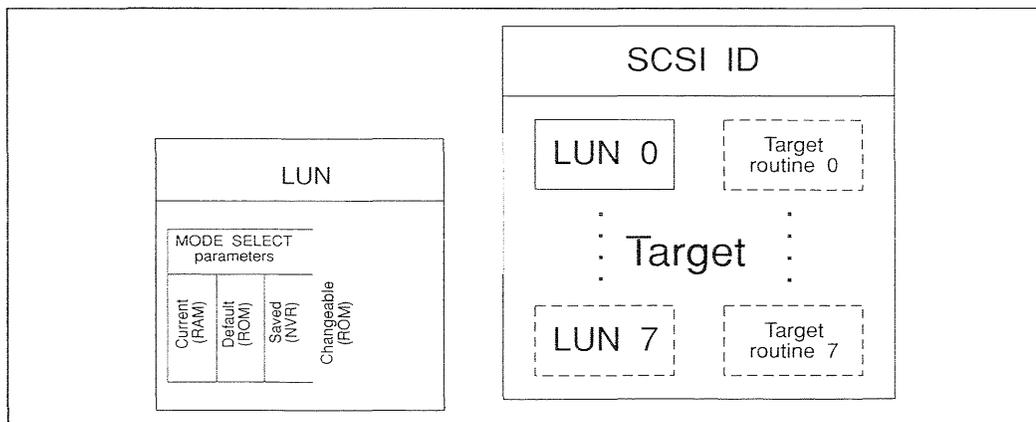 SCSI ID
LUN 0
Target
routine 0
Target
LUN 7
Target
routine 7
LUN
MODE SELECT
parameters
Current
(RAM)
Default
(ROM)
Saved
(NVR)
Changeable
(ROM)